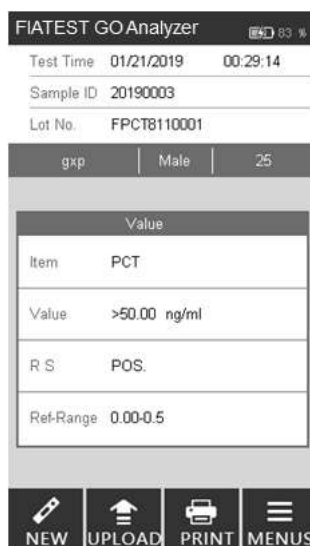 FIATEST GO Analyzer 83 %
Test Time 01/21/2019 00:29:14
Sample ID 20190003
Lot No. FPCT8110001
gxp Male 25
Value
Item PCT
Value >50.00 ng/ml
R S POS.
Ref-Range 0.00-0.5
NEW UPLOAD PRINT MENUS